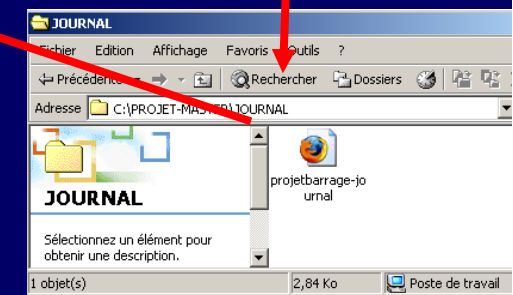 JOURNAL
Fichier Edition Affichage Favoris Outils ?
Précédente Rechercher Dossiers
Adresse C:\PROJET-MASTER\JOURNAL
JOURNAL
Sélectionnez un élément pour
obtenir une description.
projetbarrage-jo
urnal
1 objet(s) 2,84 Ko Poste de travail